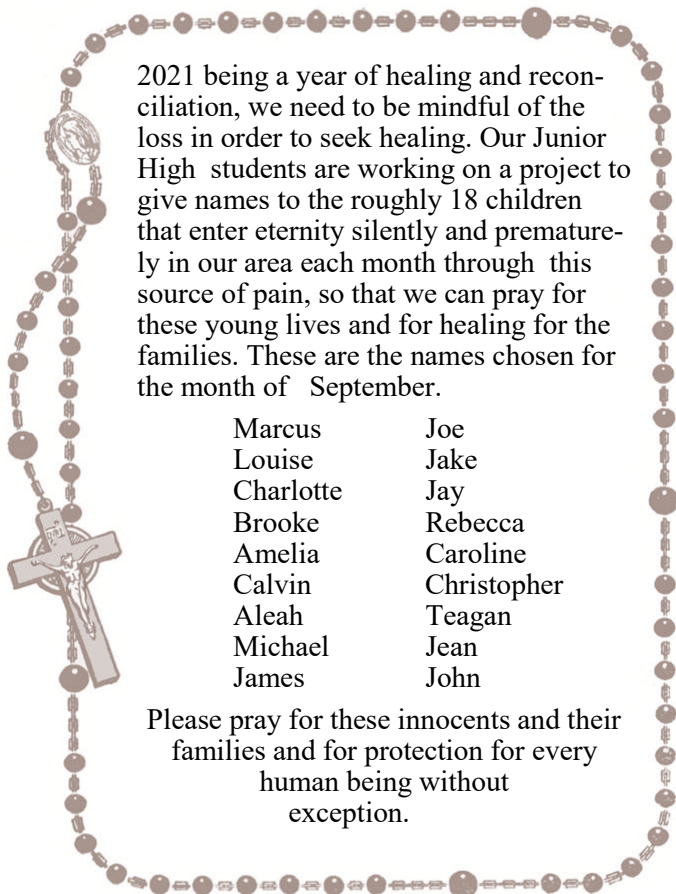 2021 being a year of healing and recon-
ciliation, we need to be mindful of the
loss in order to seek healing. Our Junior
High  students are working on a project to
give names to the roughly 18 children
that enter eternity silently and premature-
ly in our area each month through  this
source of pain, so that we can pray for
these young lives and for healing for the
families. These are the names chosen for
the month of   September.
Marcus Joe
Louise Jake
Charlotte Jay
Brooke Rebecca
Amelia Caroline
Calvin Christopher
Aleah Teagan
Michael Jean
James John
Please pray for these innocents and their
families and for protection for every
human being without
exception.